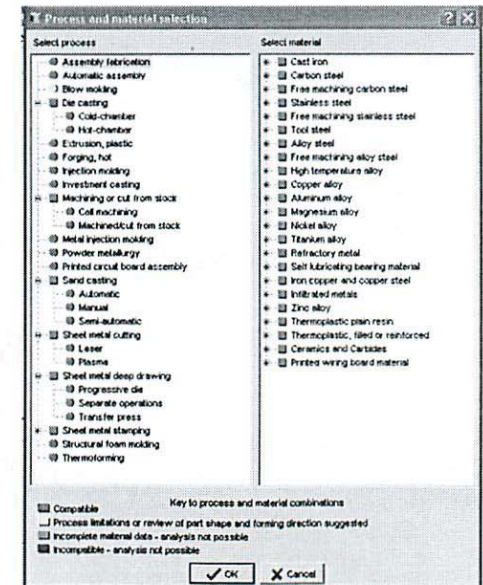 Process and material selection
Select process
Assembly fabrication
Automatic assembly
Blow molding
Die casting
Cold-chamber
Hot-chamber
Extrusion, plastic
Forging, hot
Injection molding
Investment casting
Machining or cut from stock
Cell machining
Machined/cut from stock
Metal injection molding
Powder metallurgy
Printed circuit board assembly
Sand casting
Automatic
Manual
Semi-automatic
Sheet metal cutting
Laser
Plasma
Sheet metal deep drawing
Progressive die
Separate operations
Transfer press
Sheet metal stamping
Structural foam molding
Thermoforming
Select material
Cast iron
Carbon steel
Free machining carbon steel
Stainless steel
Free machining stainless steel
Tool steel
Alloy steel
Free machining alloy steel
High temperature alloy
Copper alloy
Aluminum alloy
Magnesium alloy
Nickel alloy
Titanium alloy
Refractory metal
Self lubricating bearing material
Iron copper and copper steel
Infiltrated metals
Zinc alloy
Thermoplastic plain resin
Thermoplastic, filled or reinforced
Ceramics and Carbides
Printed wiring board material
Key to process and material combinations
Compatible
Process limitations or review of part shape and forming direction suggested
Incomplete material data - analysis not possible
Incompatible - analysis not possible
OK
Cancel